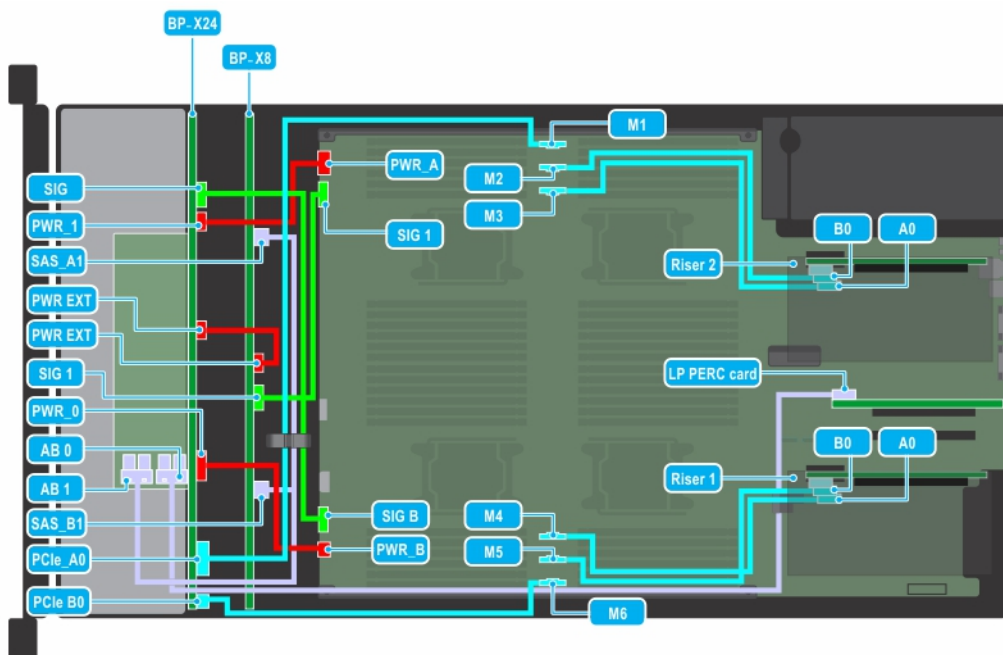 BP-X24
BP-X8
M1
SIG
PWR_A
M2
PWR_1
M3
SIG 1
B0
A0
SAS_A1
Riser 2
PWR EXT
PWR EXT
SIG 1
LP PERC card
PWR_0
B0
A0
AB 0
AB 1
Riser 1
SAS_B1
SIG B
M4
PWR_B
M5
PCIe_A0
PCIe B0
M6